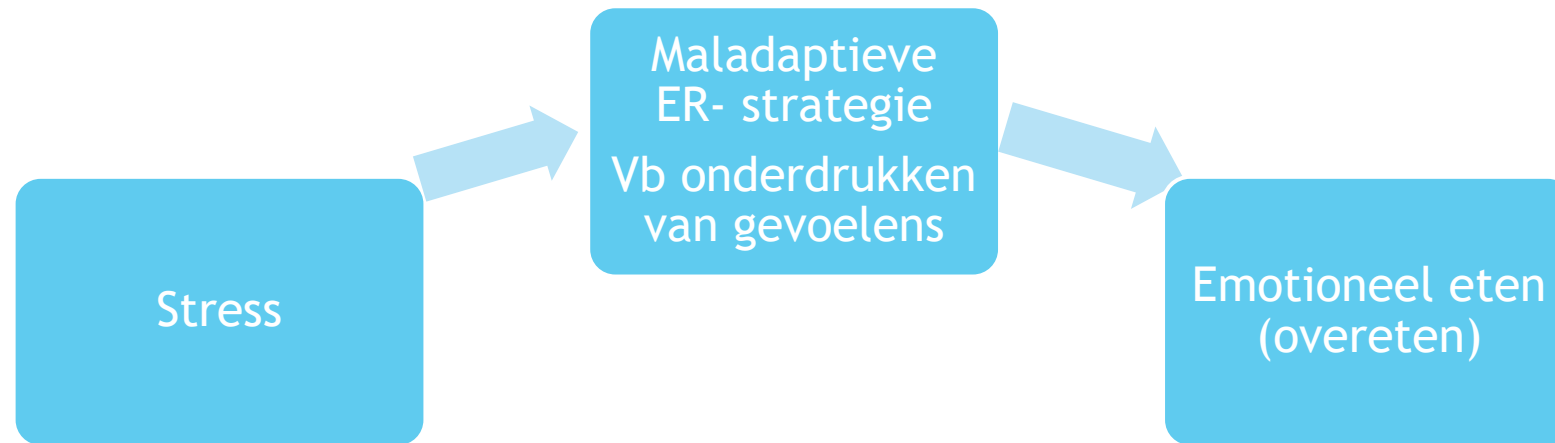 Stress
Maladaptieve
ER- strategie
Vb onderdrukken
van gevoelens
Emotioneel eten
(overeten)